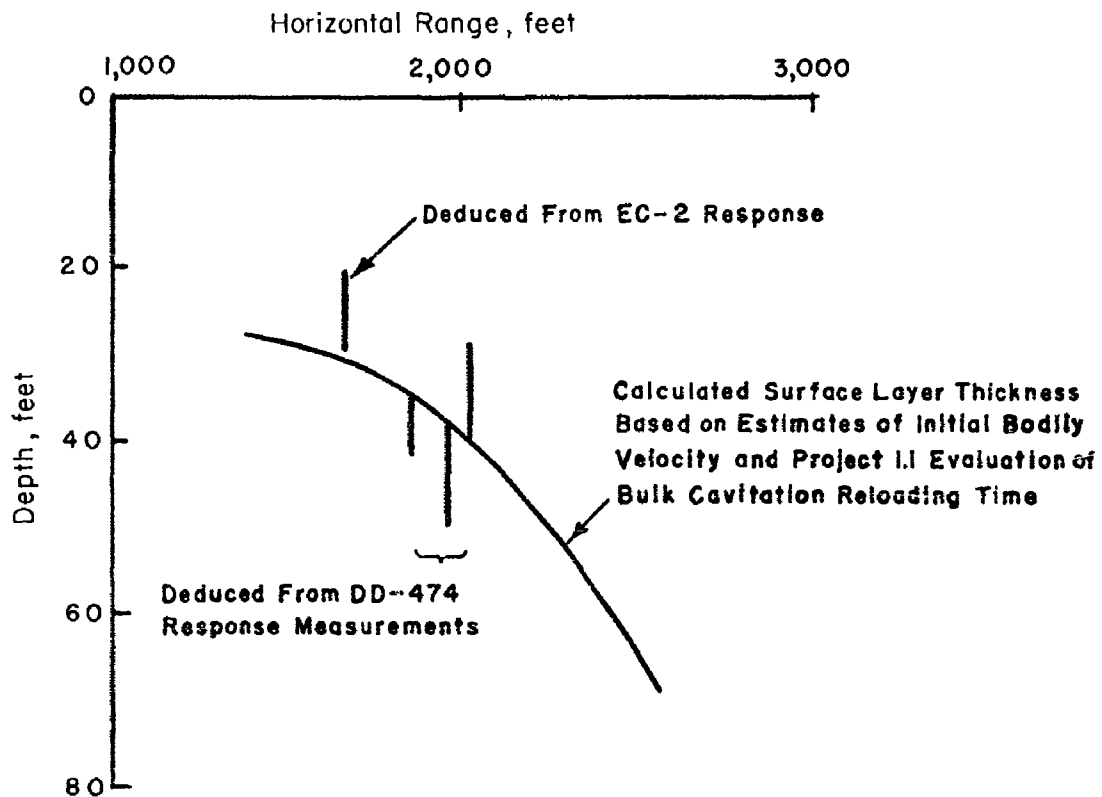 Horizontal Range, feet
1,000 2,000 3,000
0
20
40
60
80
Depth, feet
Deduced From EC-2 Response
Calculated Surface Layer Thickness
Based on Estimates of Initial Bodily
Velocity and Project 1.1 Evaluation of
Bulk Cavitation Reloading Time
Deduced From DD-474
Response Measurements